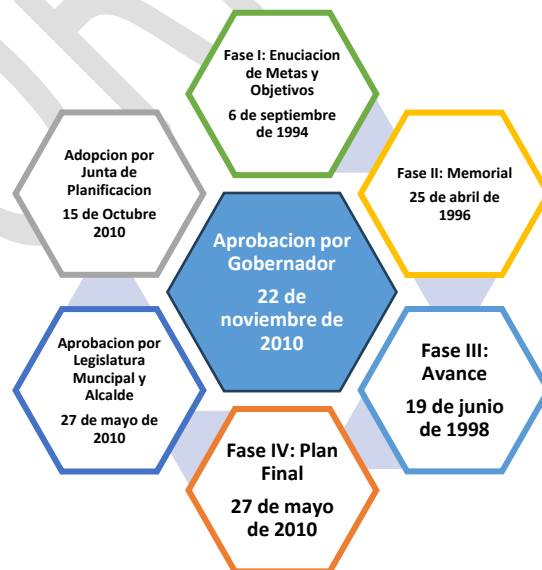 Fase I: Enuciacion
de Metas y
Objetivos
6 de septiembre
de 1994
Fase II: Memorial
25 de abril de
1996
Fase III:
Avance
19 de junio
de 1998
Fase IV: Plan
Final
27 de mayo
de 2010
Aprobacion por
Legislatura
Muncipal y
Alcalde
27 de mayo de
2010
Adopcion por
Junta de
Planificacion
15 de Octubre
2010
Aprobacion por
Gobernador
22 de
noviembre de
2010